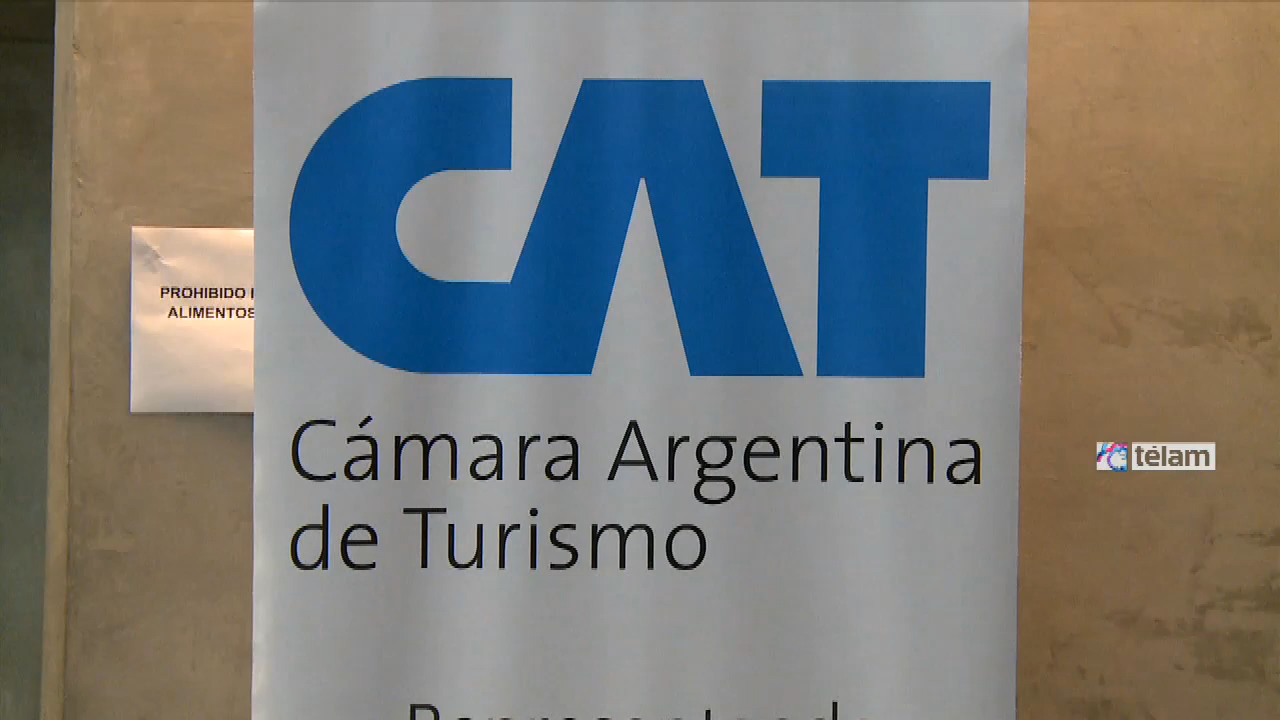 CAT
PROHIBIDO
ALIMENTOS
Cámara Argentina
de Turismo
télam